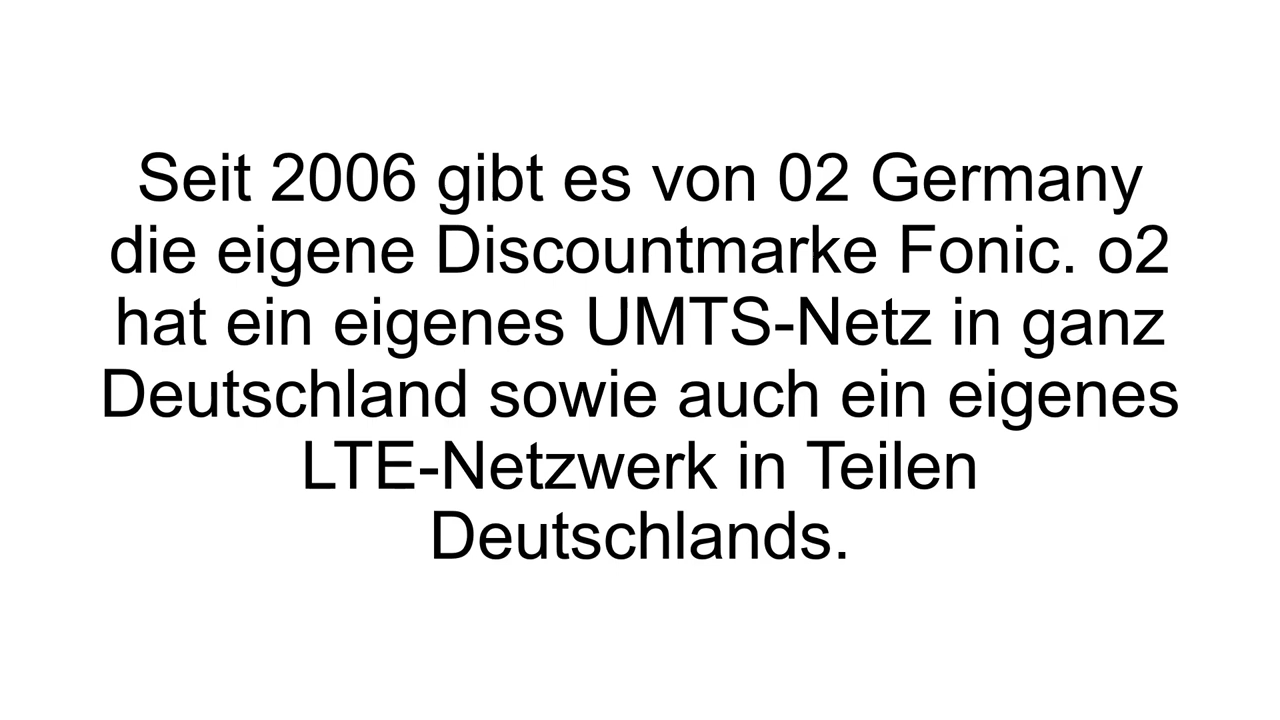 Seit 2006 gibt es von 02 Germany
die eigene Discountmarke Fonic. o2
hat ein eigenes UMTS-Netz in ganz
Deutschland sowie auch ein eigenes
LTE-Netzwerk in Teilen
Deutschlands.